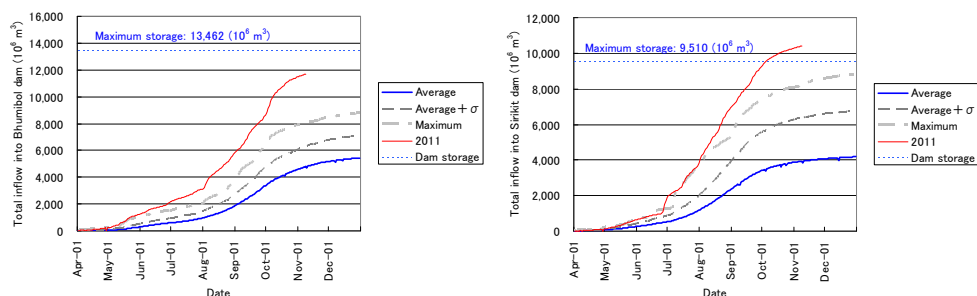 Total inflow into Bhumibol dam (10⁶ m³)
16,000
14,000
12,000
10,000
8,000
6,000
4,000
2,000
0
Maximum storage: 13,462 (10⁶ m³)
Apr-01
May-01
Jun-01
Jul-01
Aug-01
Sep-01
Oct-01
Nov-01
Dec-01
Date
Average
Average+σ
Maximum
2011
Dam storage
Total inflow into Sirikit dam (10⁶ m³)
12,000
10,000
8,000
6,000
4,000
2,000
0
Maximum storage: 9,510 (10⁶ m³)
Apr-01
May-01
Jun-01
Jul-01
Aug-01
Sep-01
Oct-01
Nov-01
Dec-01
Date
Average
Average+σ
Maximum
2011
Dam storage